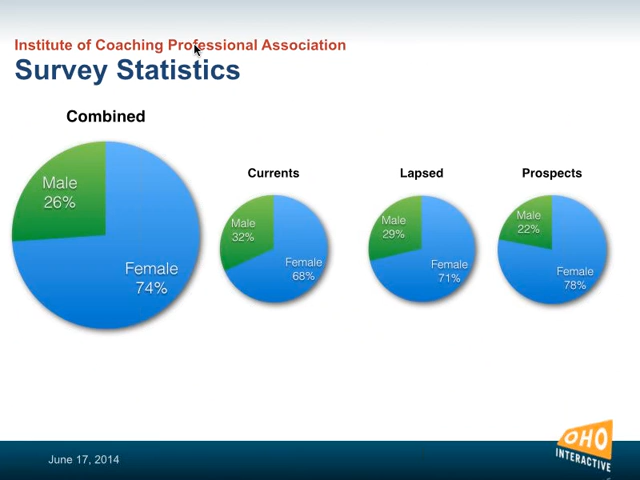 Institute of Coaching Professional Association
Survey Statistics
Combined
Male
26%
Female
74%
Currents
Male
32%
Female
68%
Lapsed
Male
29%
Female
71%
Prospects
Male
22%
Female
78%
June 17, 2014
OHO
INTERACTIVE